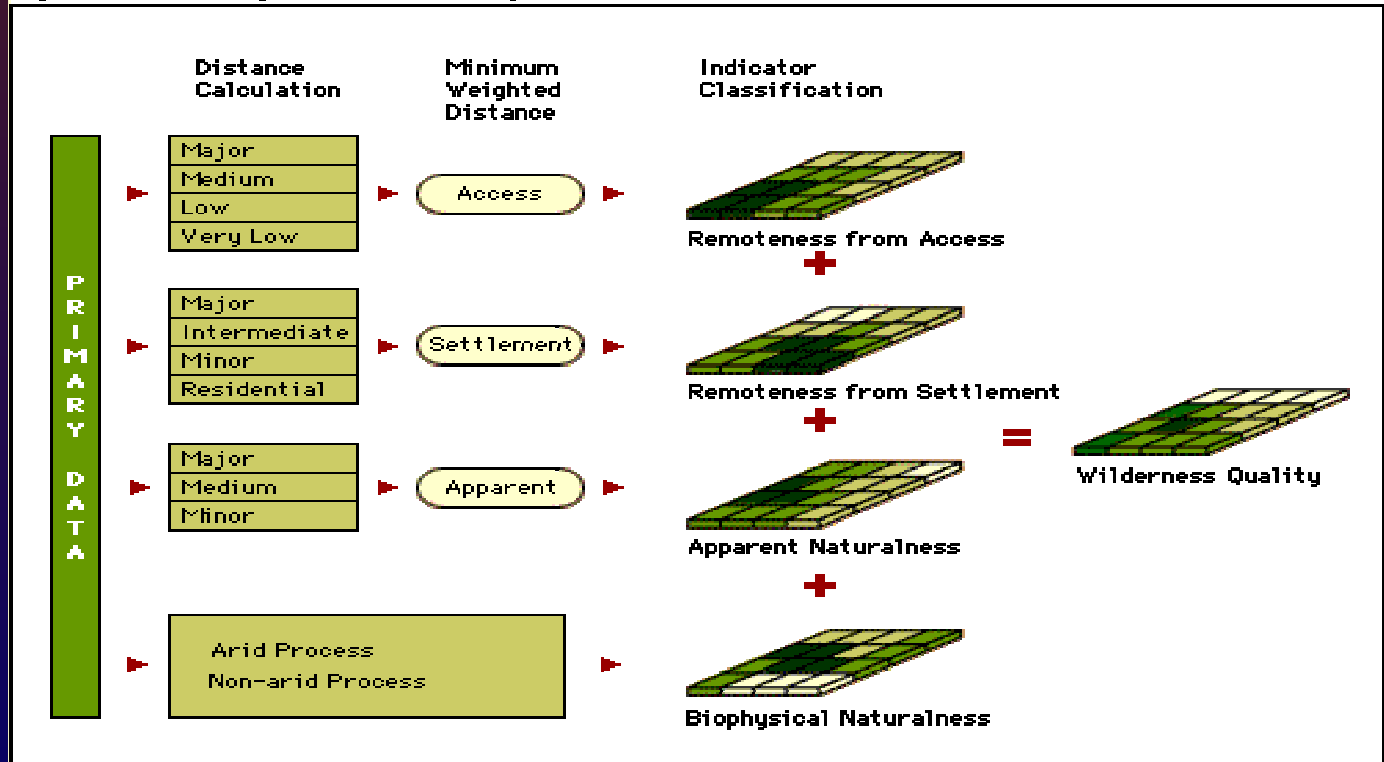 Distance
Calculation
Minimum
Weighted
Distance
Indicator
Classification
PRIMARY DATA
Major
Medium
Low
Very Low
Access
Remoteness from Access
+
Major
Intermediate
Minor
Residential
Settlement
Remoteness from Settlement
+
=
Wilderness Quality
Major
Medium
Minor
Apparent
Apparent Naturalness
+
Arid Process
Non-arid Process
Biophysical Naturalness